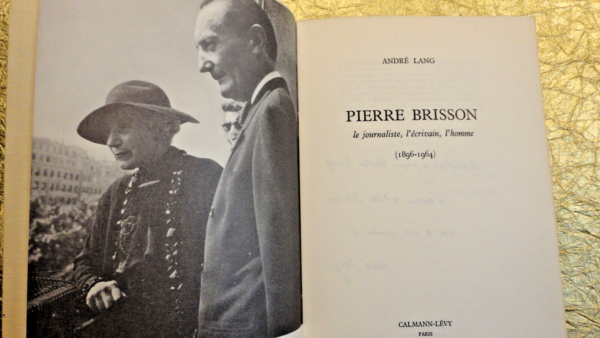 ANDRÉ LANG
PIERRE BRISSON
le journaliste, l'écrivain, l'homme
(1896-1964)
CALMANN-LÉVY
PARIS